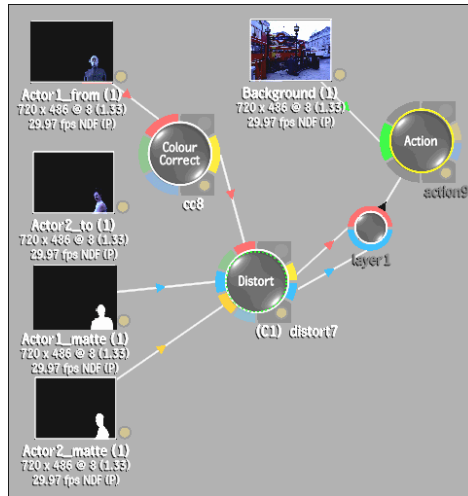 Actor1_from (1)
720 x 486 @ 8 (1.33)
29.97 fps NDF (P)
Background (1)
720 x 486 @ 8 (1.33)
29.97 fps NDF (P)
Colour
Correct
cc8
Action
action9
Actor2_to (1)
720 x 486 @ 8 (1.33)
29.97 fps NDF (P)
layer1
Distort
(C1) distort7
Actor1_matte (1)
720 x 486 @ 8 (1.33)
29.97 fps NDF (P)
Actor2_matte (1)
720 x 486 @ 8 (1.33)
29.97 fps NDF (P)